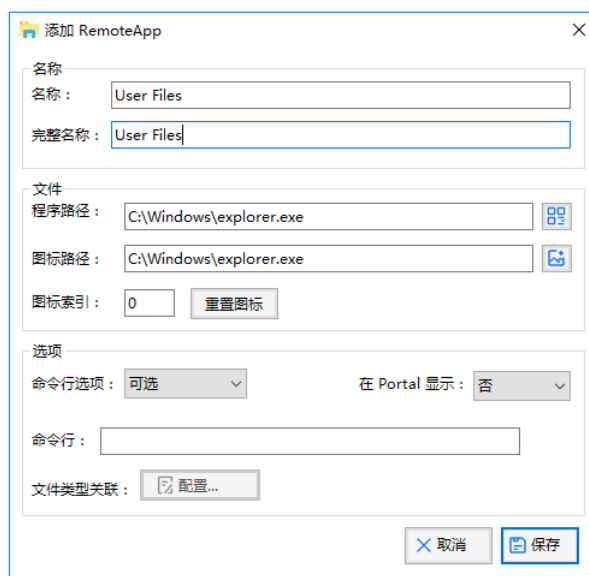 添加 RemoteApp
名称
名称： User Files
完整名称： User Files
文件
程序路径： C:\Windows\explorer.exe
图标路径： C:\Windows\explorer.exe
图标索引： 0 重置图标
选项
命令行选项： 可选 在 Portal 显示： 否
命令行：
文件类型关联： 配置...
取消 保存